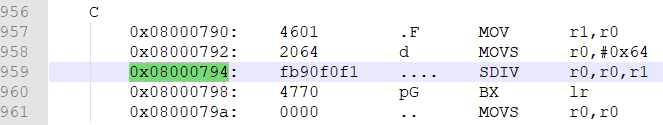 956 C
957 0x08000790: 4601 .F MOV r1,r0
958 0x08000792: 2064 d MOVS r0,#0x64
959 0x08000794: fb90f0f1 .... SDIV r0,r0,r1
960 0x08000798: 4770 pG BX lr
961 0x0800079a: 0000 .. MOVS r0,r0